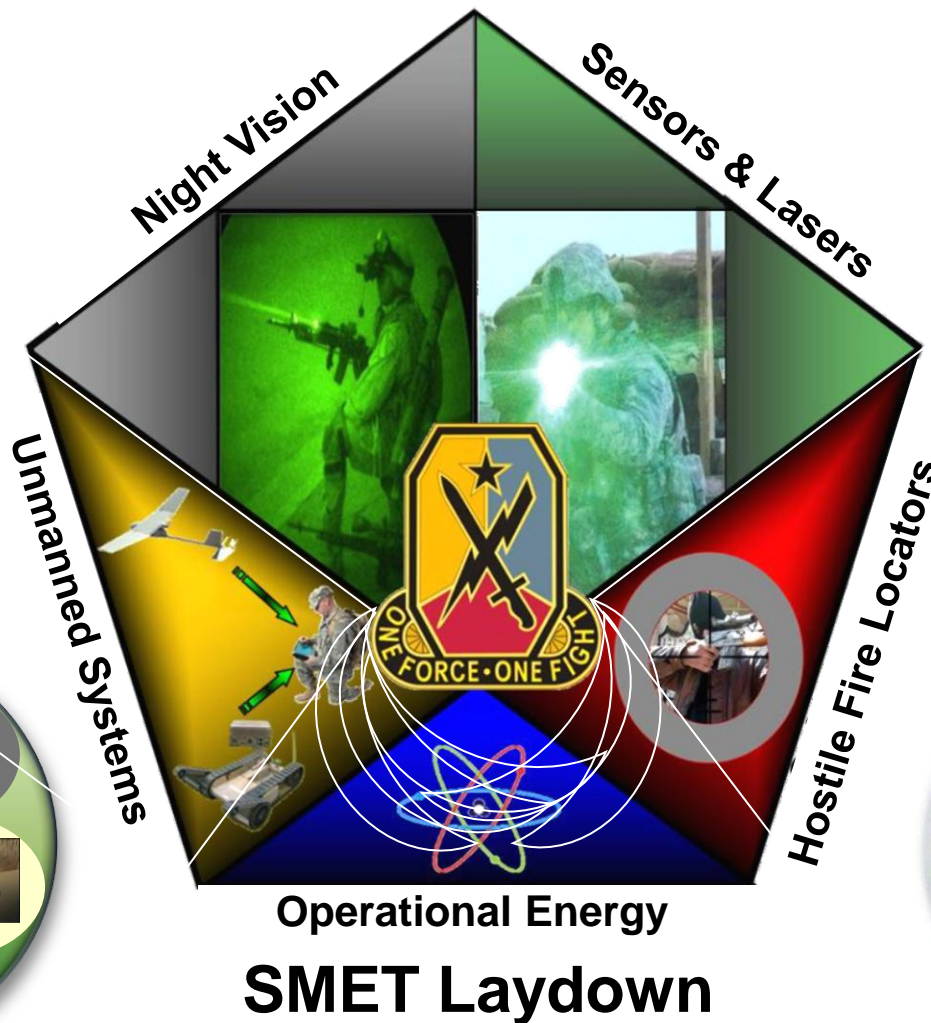 Night Vision
Sensors & Lasers
Unmanned Systems
Hostile Fire Locators
ONE FORCE·ONE FIGHT
Operational Energy
SMET Laydown